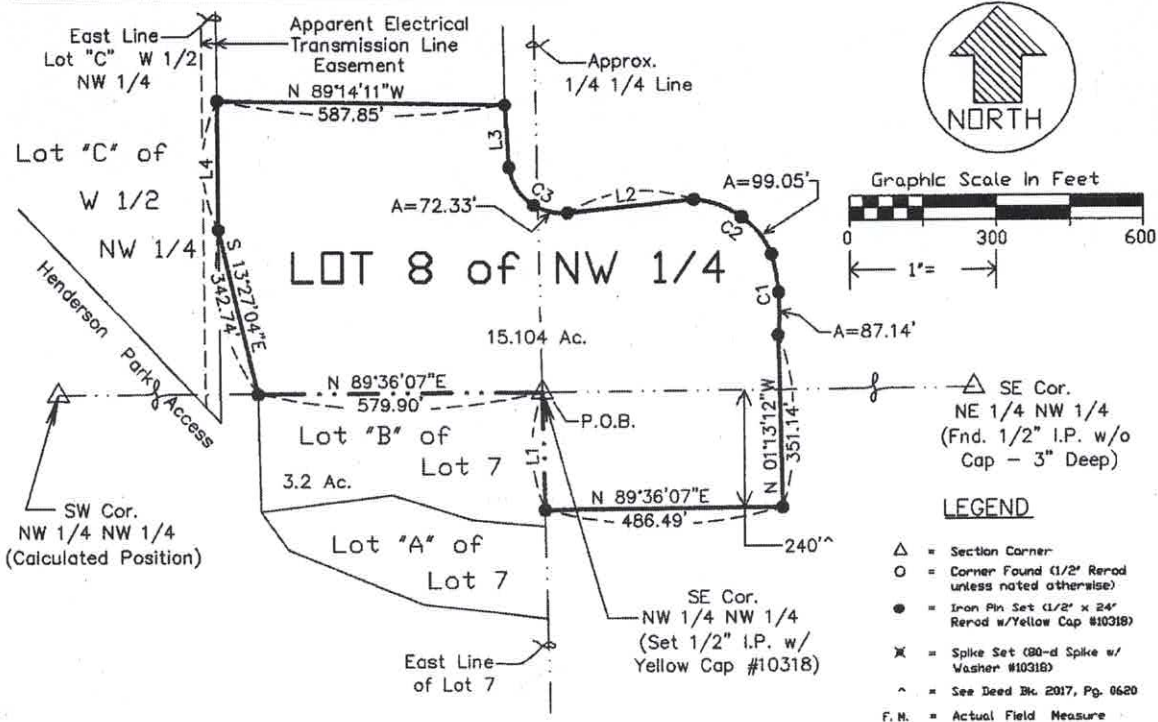 East Line
Lot "C" W 1/2
NW 1/4
Apparent Electrical
Transmission Line
Easement
Approx.
1/4 1/4 Line
NORTH
N 89°14'11"W
587.85'
L3
L4
Lot "C" of
W 1/2
NW 1/4
C3
A=72.33'
L2
A=99.05'
C2
Graphic Scale In Feet
0
300
600
1"=
LOT 8 of NW 1/4
S 13°27'04"E
342.74'
C1
A=87.14'
15.104 Ac.
Henderson Park Access
N 89°36'07"E
579.90'
P.O.B.
N 01°13'12"W
351.14'
SE Cor.
NE 1/4 NW 1/4
(Fnd. 1/2" I.P. w/o
Cap - 3" Deep)
Lot "B" of
Lot 7
3.2 Ac.
L1
N 89°36'07"E
486.49'
240'^
SW Cor.
NW 1/4 NW 1/4
(Calculated Position)
Lot "A" of
Lot 7
SE Cor.
NW 1/4 NW 1/4
(Set 1/2" I.P. w/
Yellow Cap #10318)
East Line
of Lot 7
LEGEND
= Section Corner
= Corner Found (1/2" Rerod
unless noted otherwise)
= Iron Pin Set (1/2" x 24"
Rerod w/Yellow Cap #10318)
= Spike Set (80-d Spike w/
Washer #10318)
^ = See Deed Bk. 2017, Pg. 0620
F. M. = Actual Field Measure